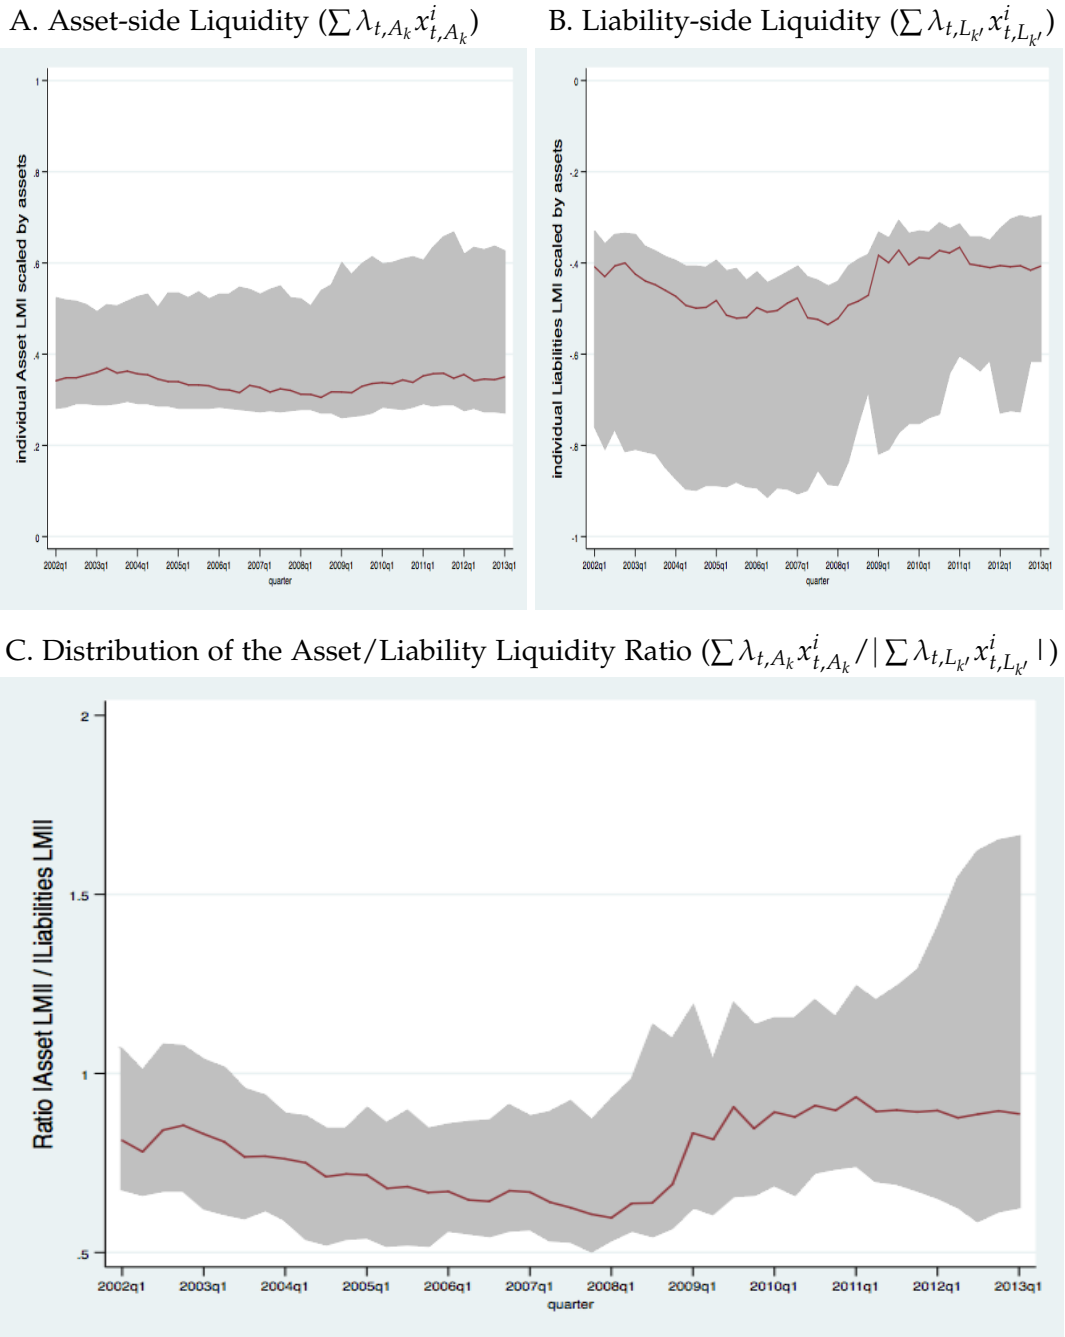 A. Asset-side Liquidity (∑ λ_{t,A_k} x^i_{t,A_k})
B. Liability-side Liquidity (∑ λ_{t,L_{k′}} x^i_{t,L_{k′}})
individual Asset LMI scaled by assets
1
.8
.6
.4
.2
0
2002q1 2003q1 2004q1 2005q1 2006q1 2007q1 2008q1 2009q1 2010q1 2011q1 2012q1 2013q1
quarter
individual Liabilities LMI scaled by assets
0
-.2
-.4
-.6
-.8
-1
2002q1 2003q1 2004q1 2005q1 2006q1 2007q1 2008q1 2009q1 2010q1 2011q1 2012q1 2013q1
quarter
C. Distribution of the Asset/Liability Liquidity Ratio (∑ λ_{t,A_k} x^i_{t,A_k} / | ∑ λ_{t,L_{k′}} x^i_{t,L_{k′}} |)
Ratio |Asset LMI| / |Liabilities LMI|
2
1.5
1
.5
2002q1 2003q1 2004q1 2005q1 2006q1 2007q1 2008q1 2009q1 2010q1 2011q1 2012q1 2013q1
quarter